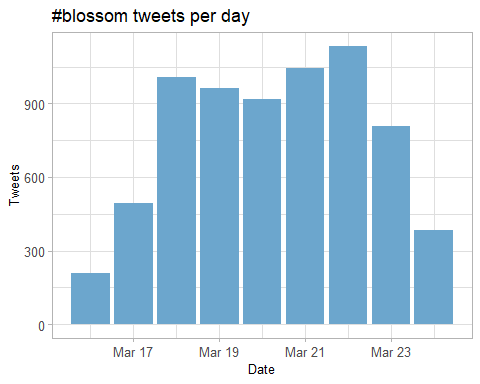 #blossom tweets per day
Tweets
900
600
300
0
Mar 17 Mar 19 Mar 21 Mar 23
Date